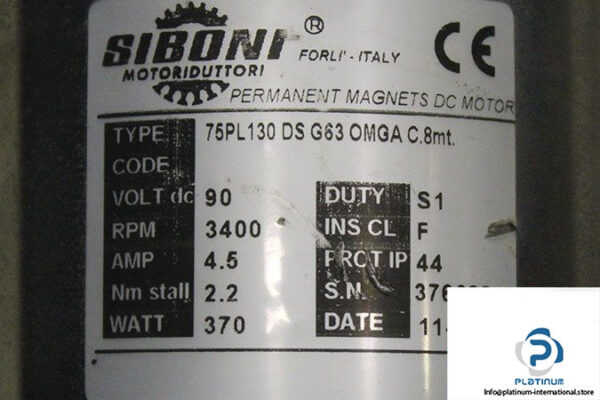 SIBONI ®
MOTORIDUTTORI
FORLI' - ITALY
CE
PERMANENT MAGNETS DC MOTOR
TYPE 75PL130 DS G63 OMGA C.8mt.
CODE
VOLT dc 90 DUTY S1
RPM 3400 INS CL F
AMP 4.5 PROT IP 44
Nm stall 2.2 S.N.
WATT 370 DATE
PLATINUM
Info@platinum-international.store